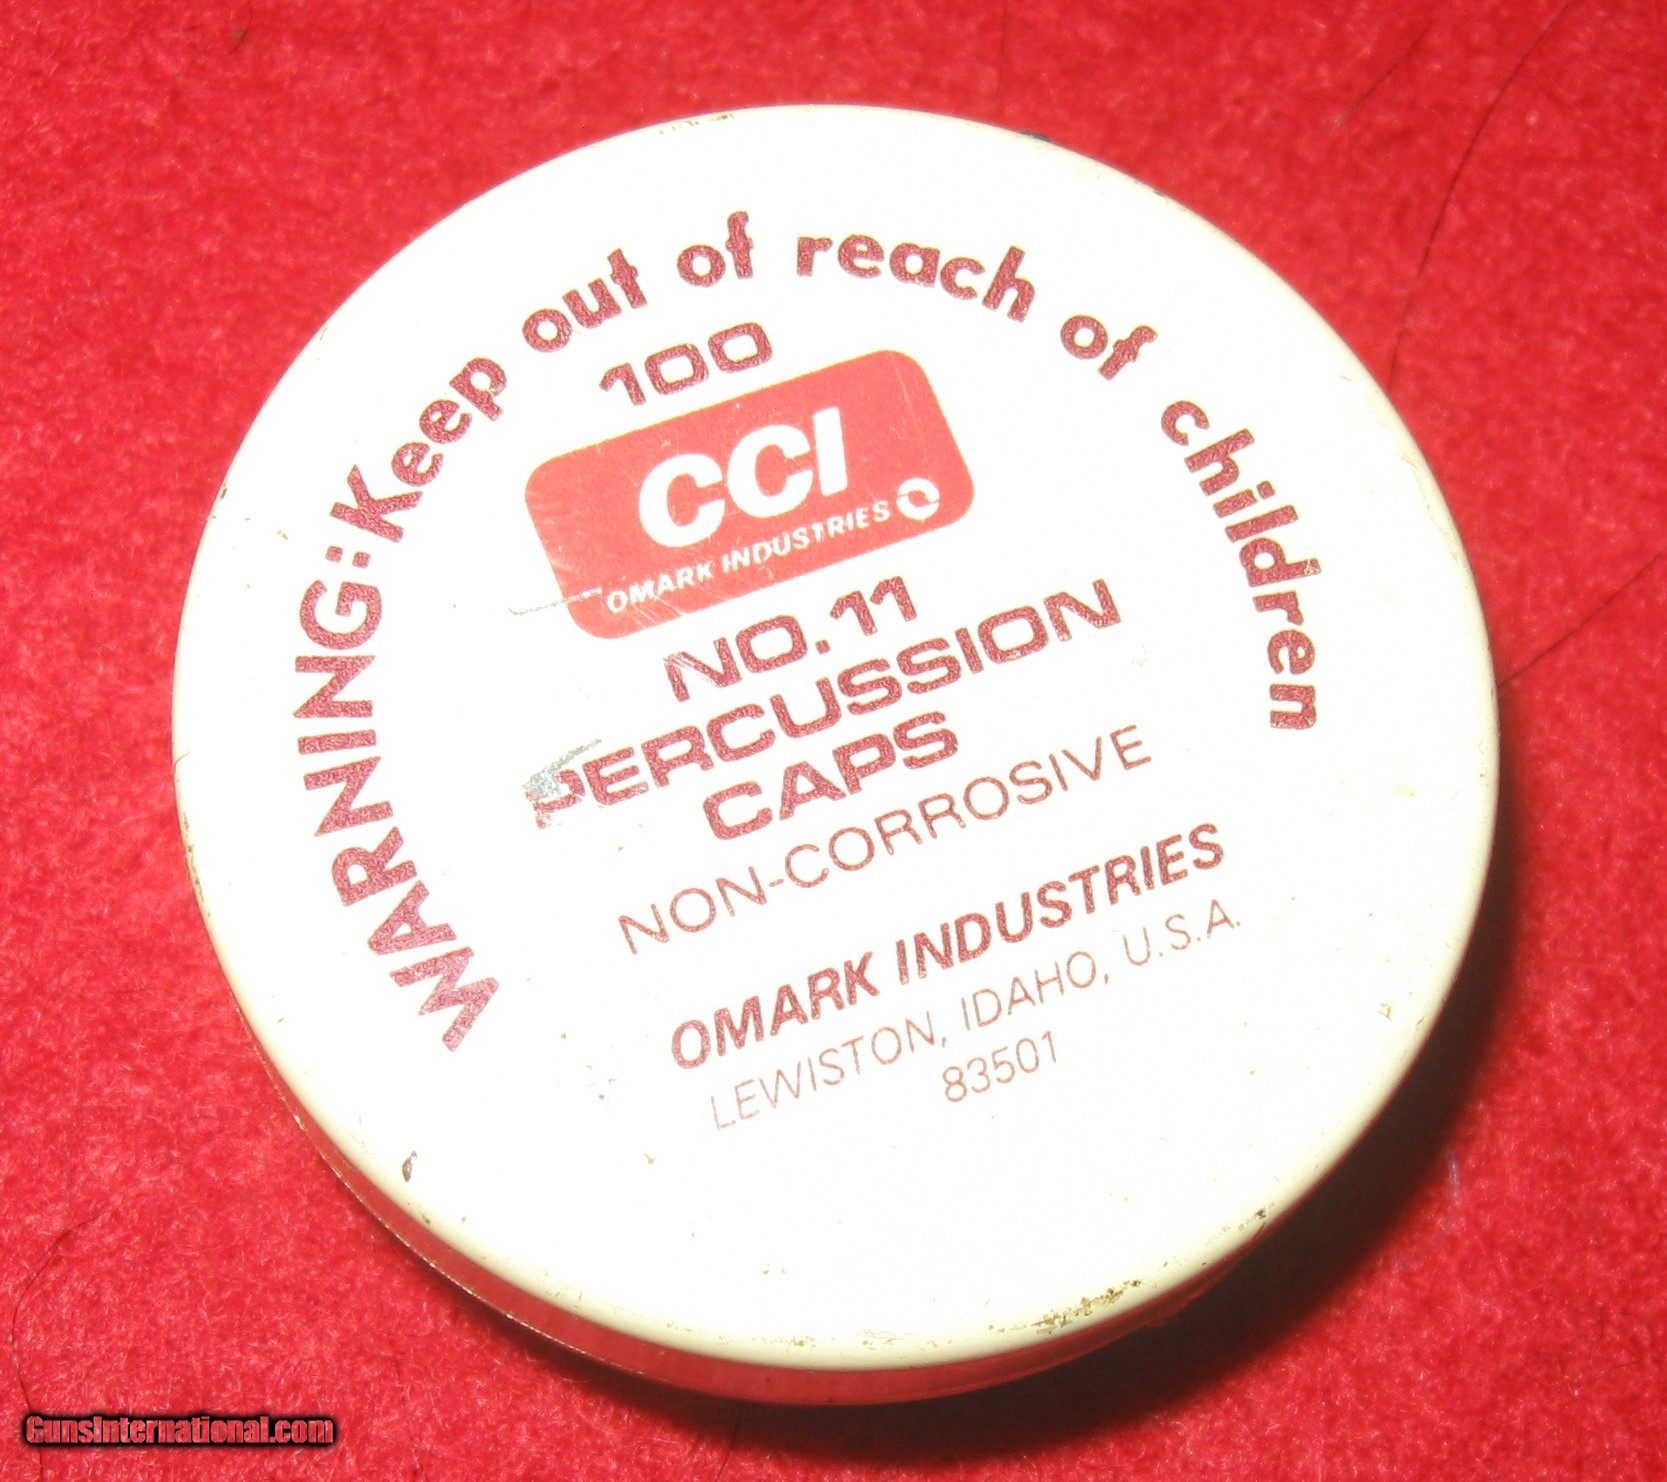 WARNING: Keep out of reach of children
100
CCI
OMARK INDUSTRIES
NO. 11
PERCUSSION
CAPS
NON-CORROSIVE
OMARK INDUSTRIES
LEWISTON, IDAHO, U.S.A.
83501
GunsInternational.com